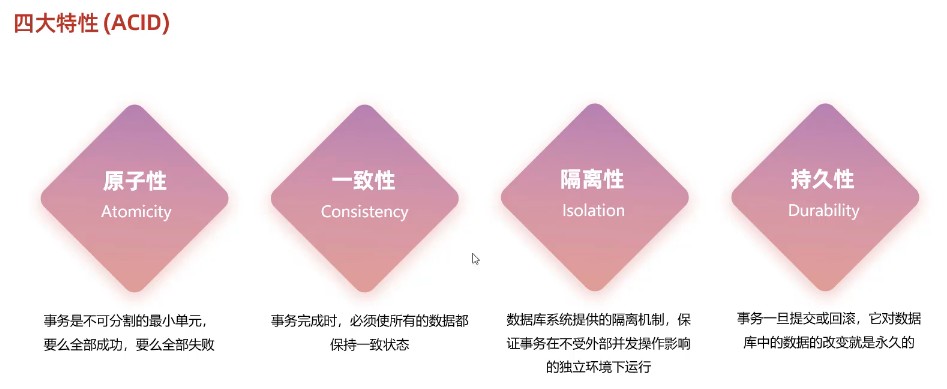 四大特性 (ACID)
原子性
Atomicity
事务是不可分割的最小单元，
要么全部成功，要么全部失败
一致性
Consistency
事务完成时，必须使所有的数据都
保持一致状态
隔离性
Isolation
数据库系统提供的隔离机制，保
证事务在不受外部并发操作影响
的独立环境下运行
持久性
Durability
事务一旦提交或回滚，它对数据
库中的数据的改变就是永久的